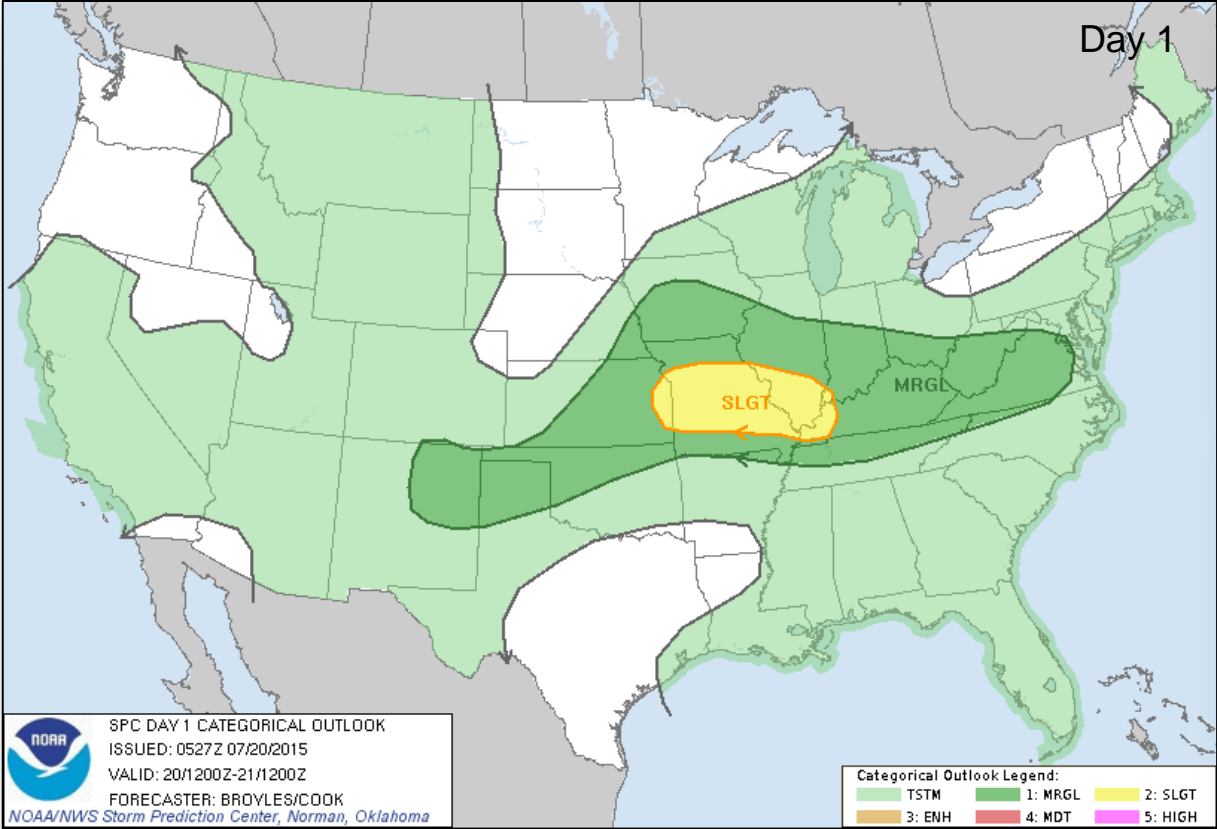 Day 1
MRGL
SLGT
NOAA
SPC DAY 1 CATEGORICAL OUTLOOK
ISSUED: 0527Z 07/20/2015
VALID: 20/1200Z-21/1200Z
FORECASTER: BROYLES/COOK
NOAA/NWS Storm Prediction Center, Norman, Oklahoma
Categorical Outlook Legend:
TSTM 1: MRGL 2: SLGT
3: ENH 4: MDT 5: HIGH